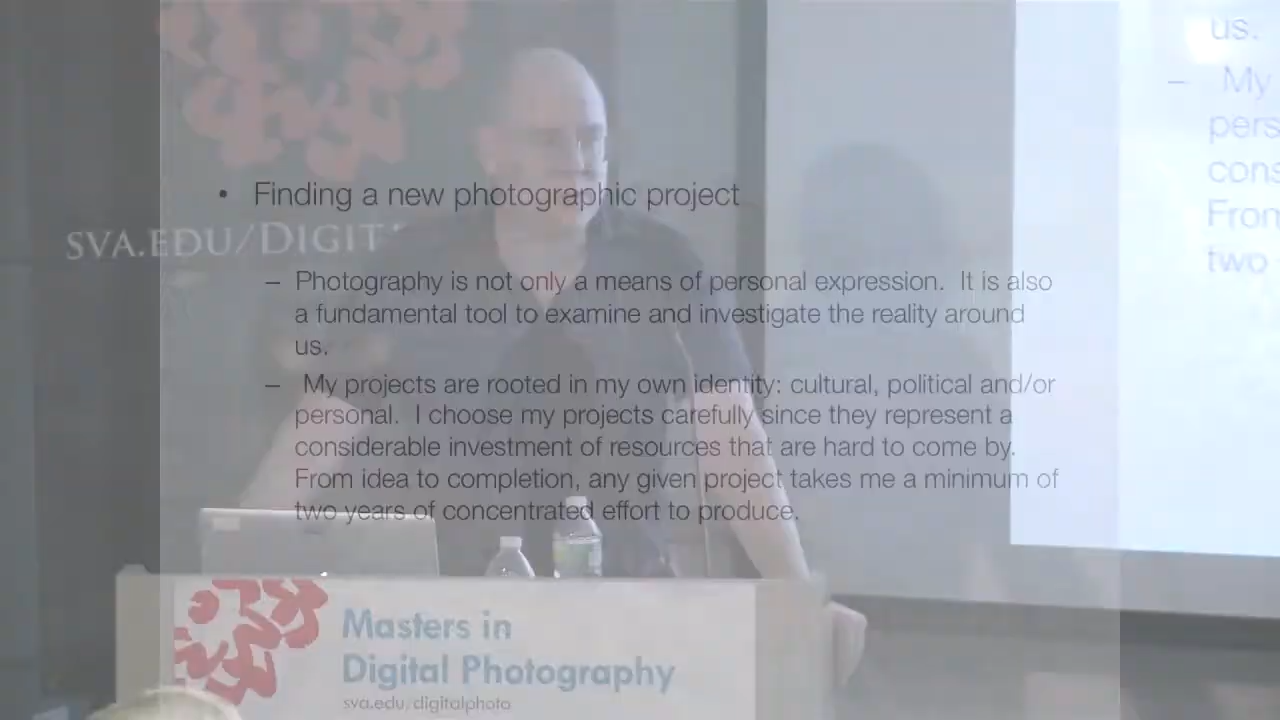 us.
– My
pers
cons
From
two
• Finding a new photographic project
SVA.EDU/DIGIT
– Photography is not only a means of personal expression.  It is also
a fundamental tool to examine and investigate the reality around
us.
– My projects are rooted in my own identity: cultural, political and/or
personal.  I choose my projects carefully since they represent a
considerable investment of resources that are hard to come by.
From idea to completion, any given project takes me a minimum of
two years of concentrated effort to produce.
Masters in
Digital Photography
sva.edu/digitalphoto